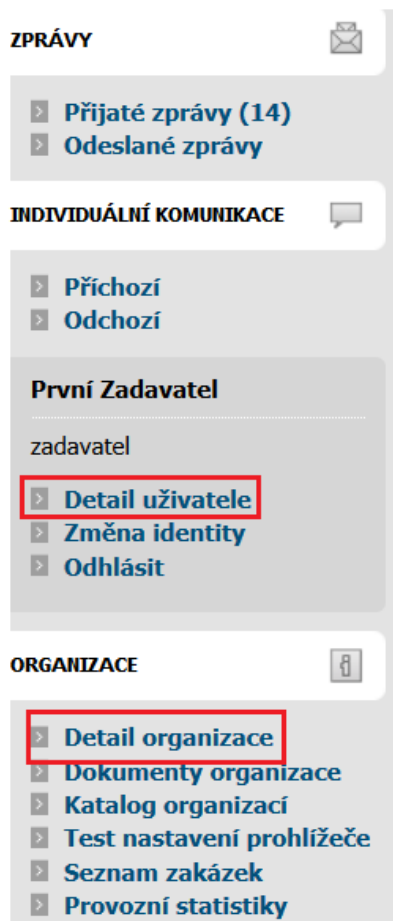 ZPRÁVY
Přijaté zprávy (14)
Odeslané zprávy
INDIVIDUÁLNÍ KOMUNIKACE
Příchozí
Odchozí
První Zadavatel
zadavatel
Detail uživatele
Změna identity
Odhlásit
ORGANIZACE
Detail organizace
Dokumenty organizace
Katalog organizací
Test nastavení prohlížeče
Seznam zakázek
Provozní statistiky